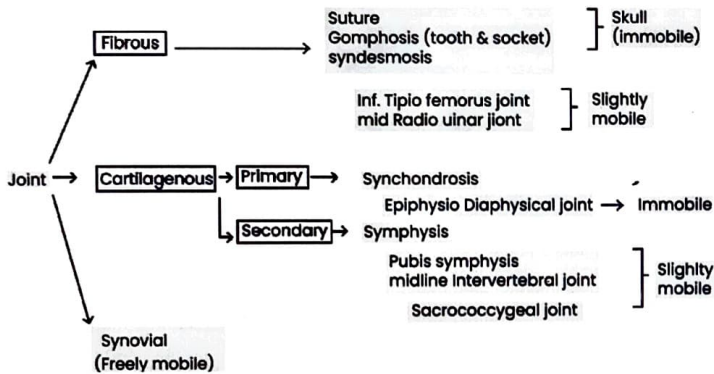 Suture
Gomphosis (tooth & socket)
syndesmosis
Skull
(immobile)
Fibrous
Inf. Tipio femorus joint
mid Radio uinar jiont
Slightly
mobile
Joint
Cartilagenous
Primary
Synchondrosis
Epiphysio Diaphysical joint
Immobile
Secondary
Symphysis
Pubis symphysis
midline Intervertebral joint
Sacrococcygeal joint
Slighlty
mobile
Synovial
(Freely mobile)